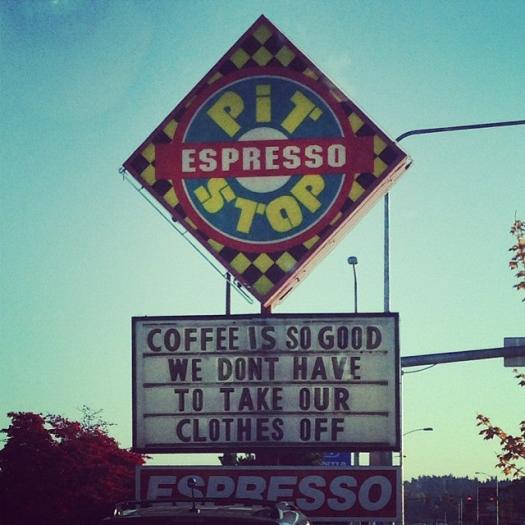 PiT
ESPRESSO
STOP
COFFEE IS SO GOOD
WE DONT HAVE
TO TAKE OUR
CLOTHES OFF
ESPRESSO